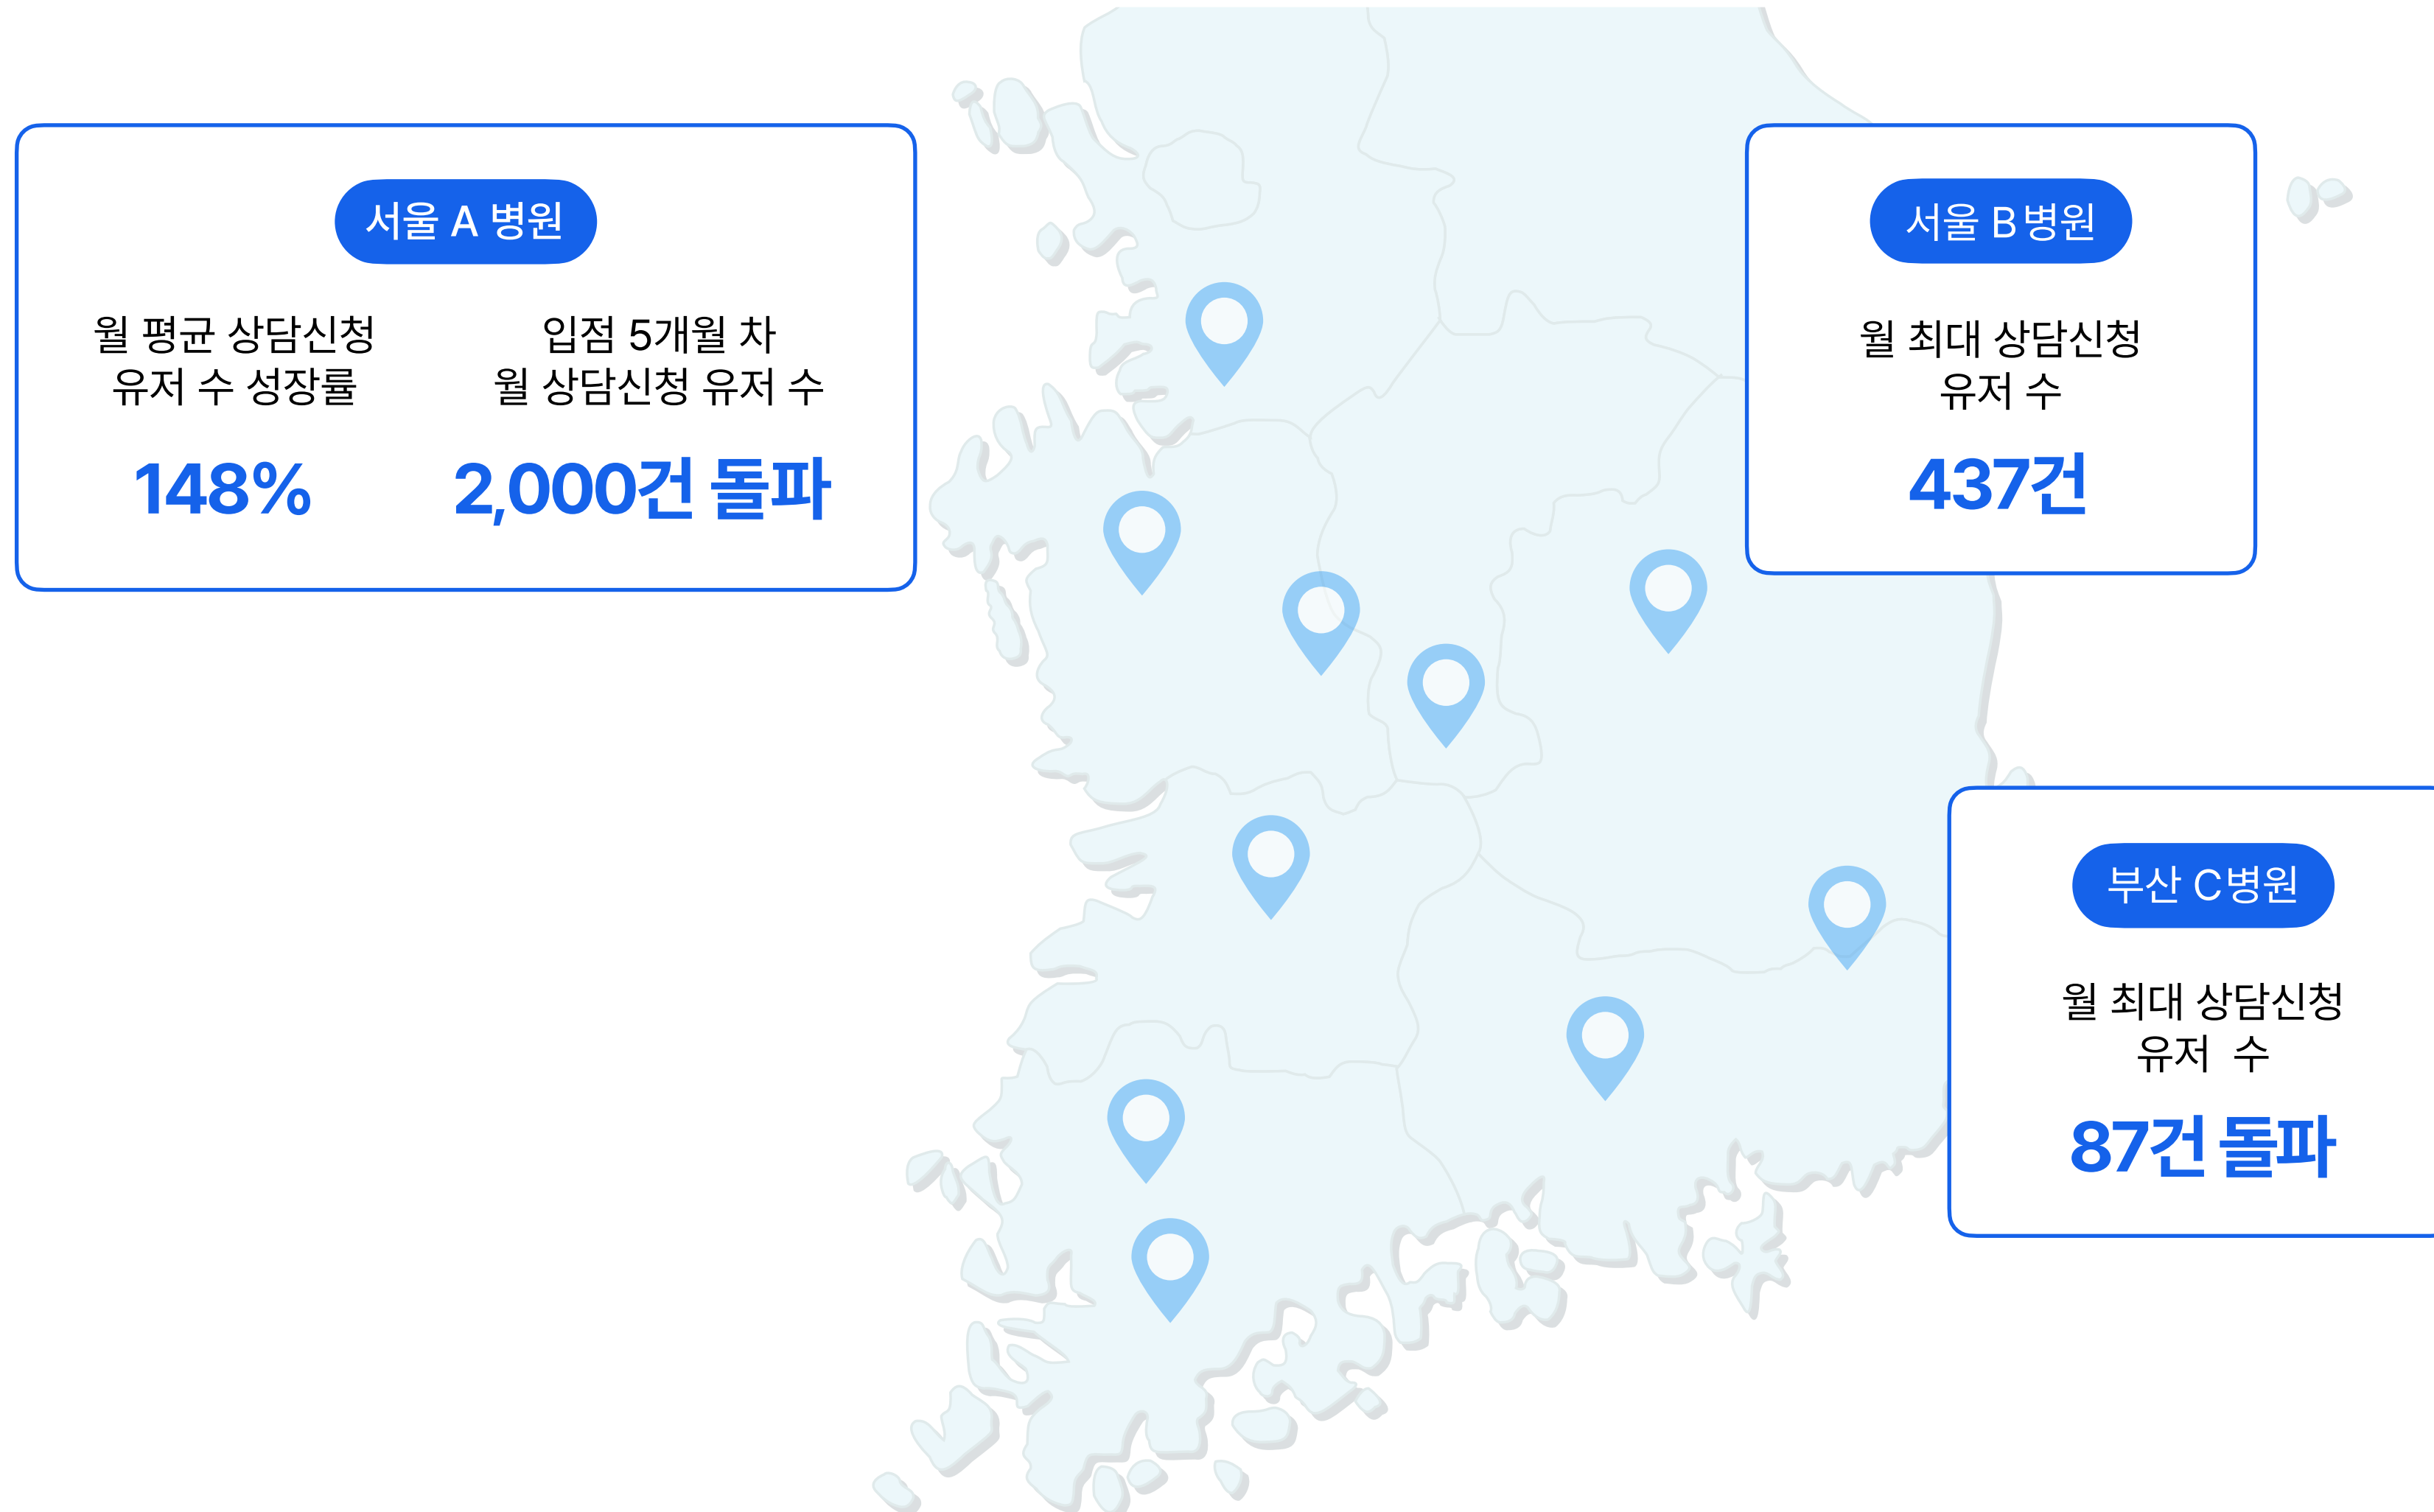 서울 A 병원
월 평균 상담신청
유저 수 성장률
148%
입점 5개월 차
월 상담신청 유저 수
2,000건 돌파
서울 B 병원
월 최대 상담신청
유저 수
437건
부산 C 병원
월 최대 상담신청
유저 수
87건 돌파